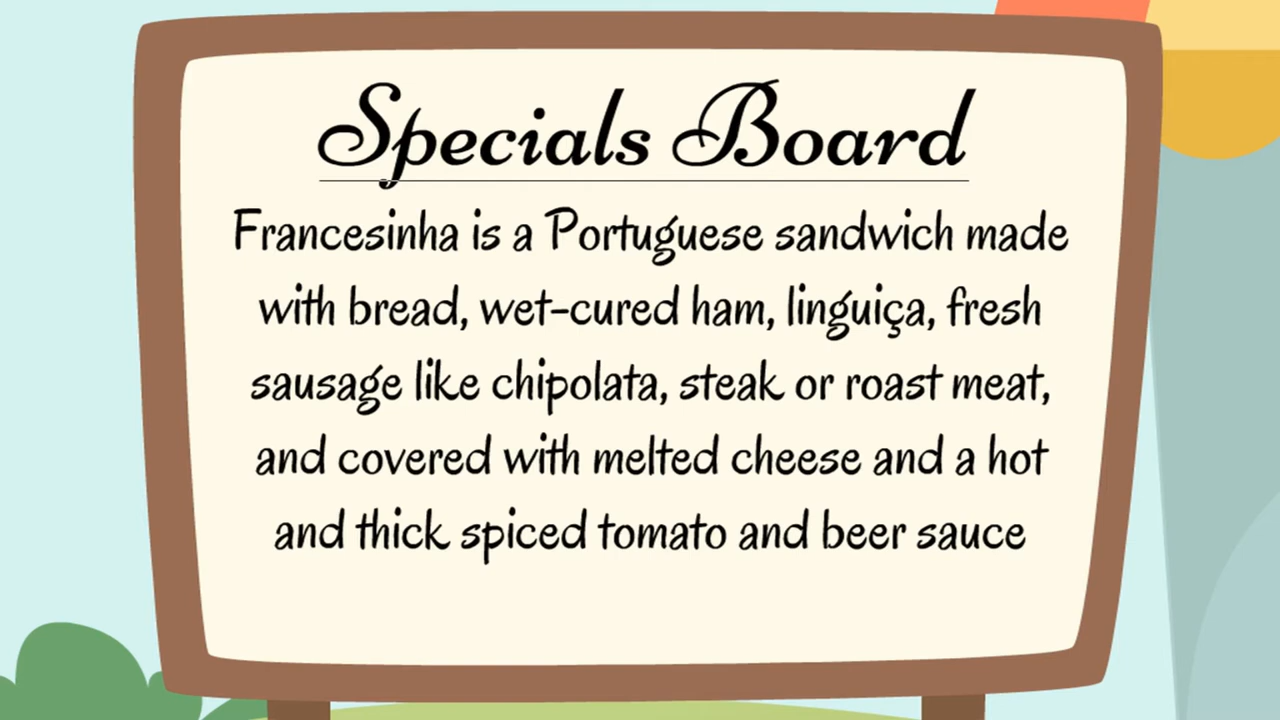 Specials Board
Francesinha is a Portuguese sandwich made
with bread, wet-cured ham, linguiça, fresh
sausage like chipolata, steak or roast meat,
and covered with melted cheese and a hot
and thick spiced tomato and beer sauce